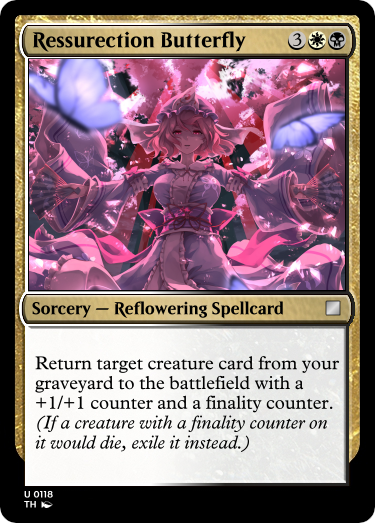 Ressurection Butterfly 3
Sorcery — Reflowering Spellcard
Return target creature card from your
graveyard to the battlefield with a
+1/+1 counter and a finality counter.
(If a creature with a finality counter on
it would die, exile it instead.)
U 0118
TH